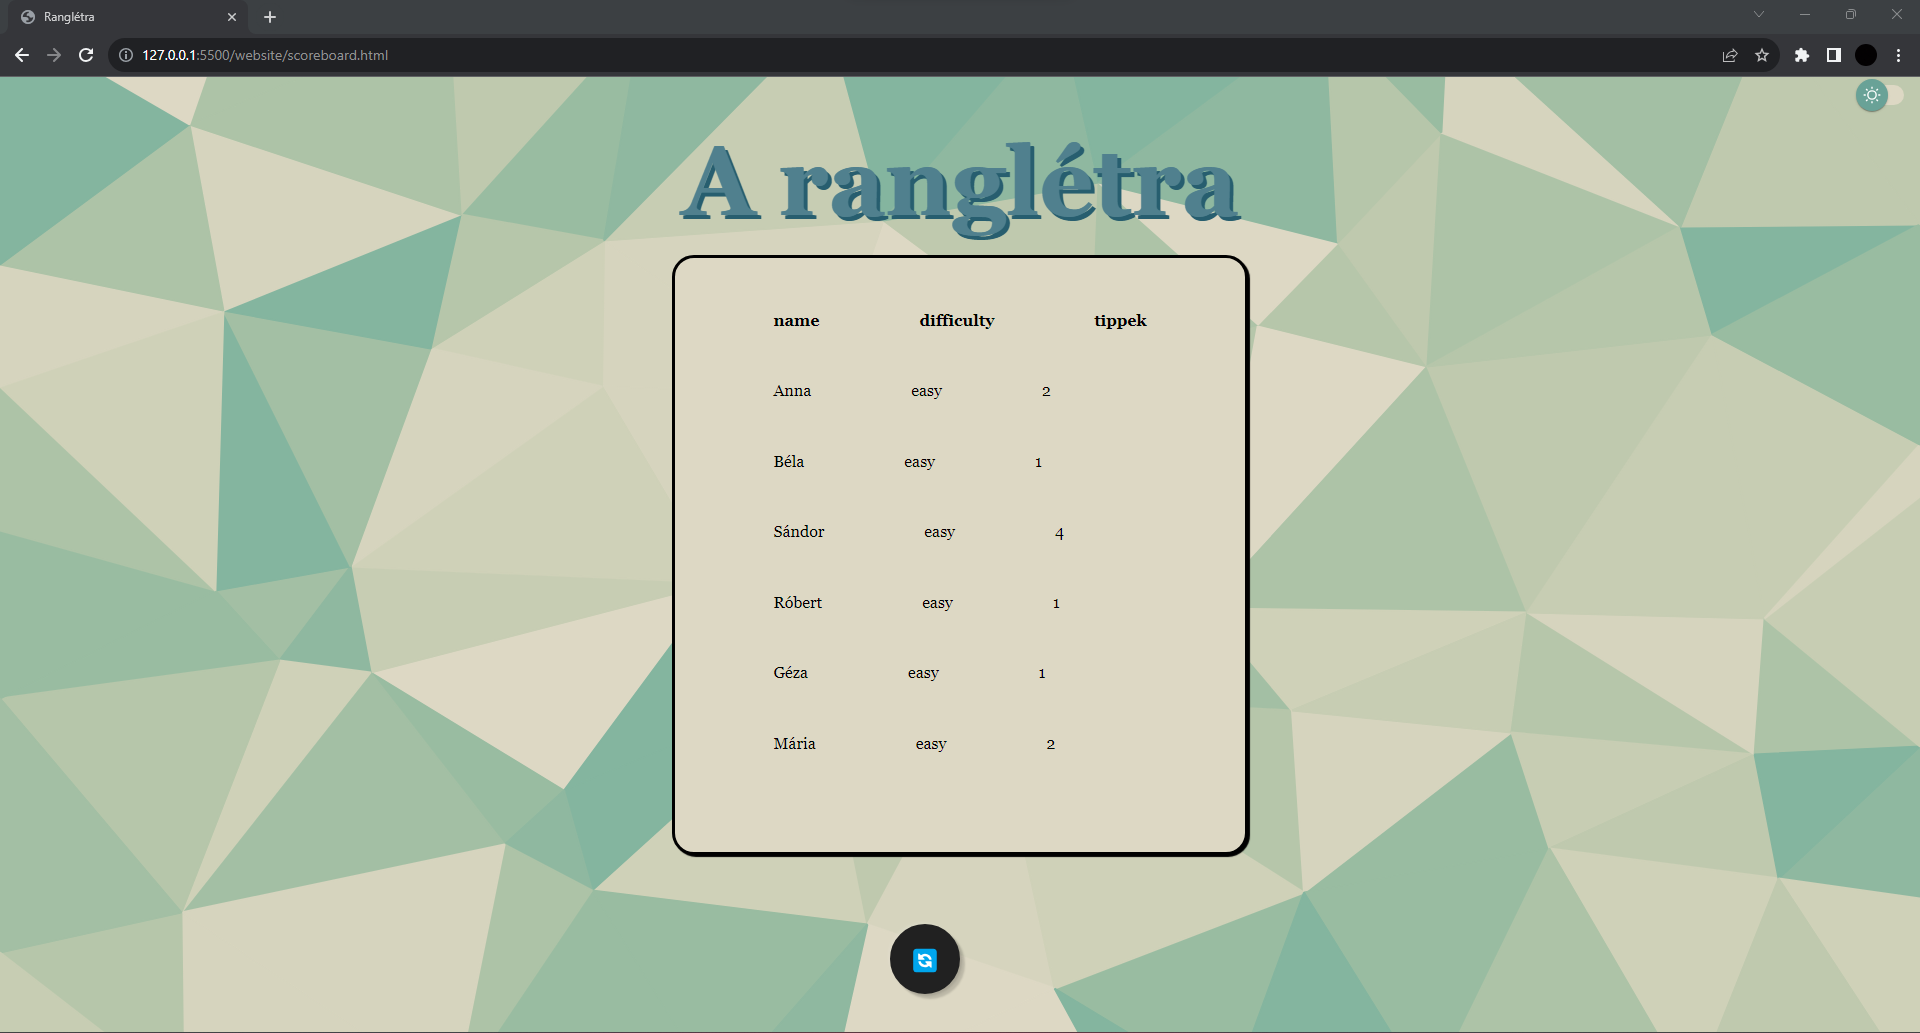 Ranglétra
127.0.0.1:5500/website/scoreboard.html
A ranglétra
name difficulty tippek
Anna easy 2
Béla easy 1
Sándor easy 4
Róbert easy 1
Géza easy 1
Mária easy 2